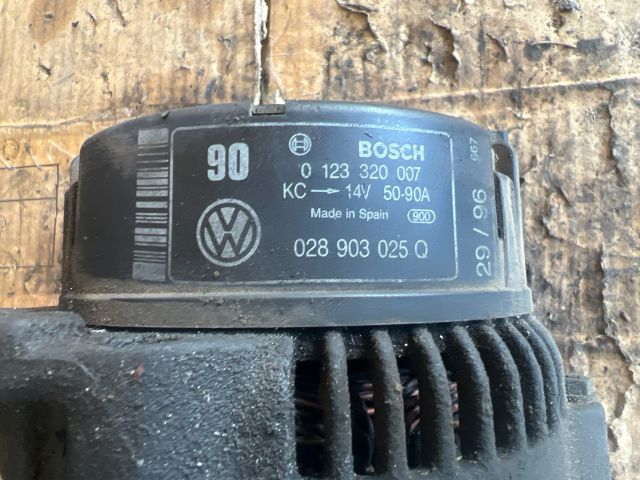 90
BOSCH
0 123 320 007
KC → 14V 50-90A
Made in Spain 900
VW
028 903 025 Q
29/96 667